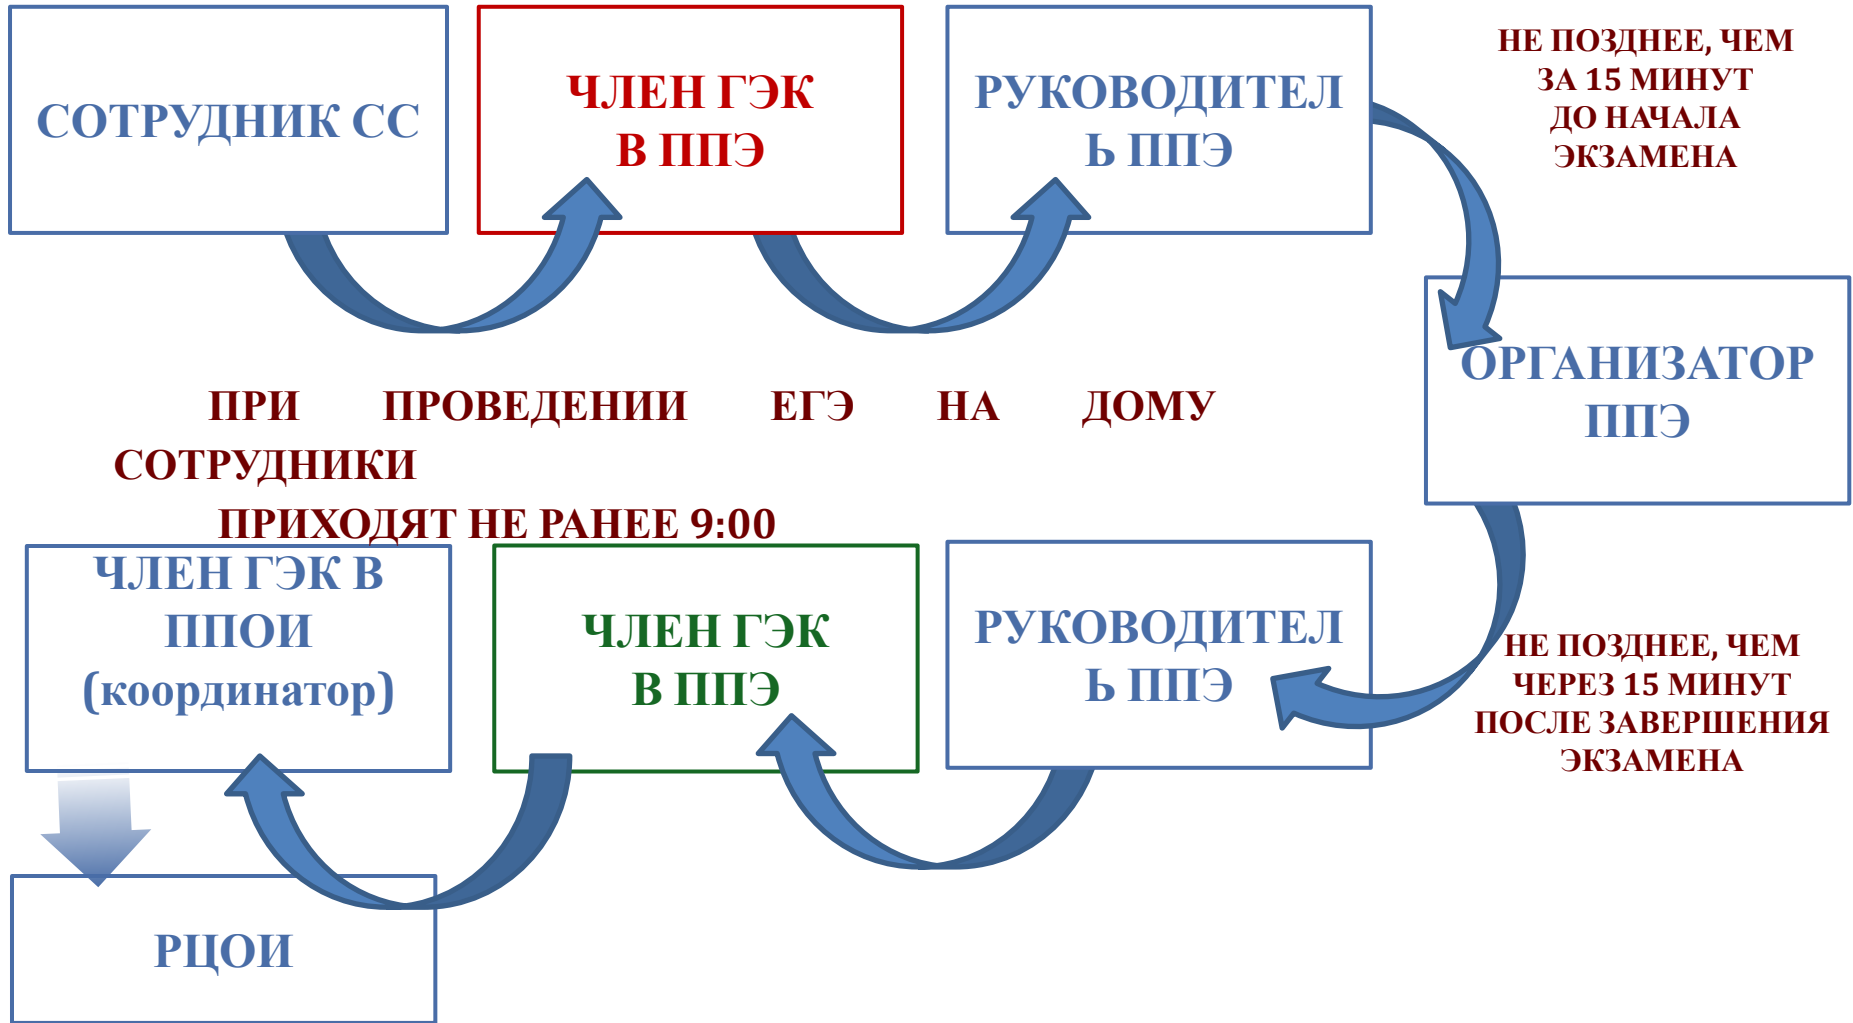 СОТРУДНИК СС
ЧЛЕН ГЭК
В ППЭ
РУКОВОДИТЕЛ
Ь ППЭ
НЕ ПОЗДНЕЕ, ЧЕМ
ЗА 15 МИНУТ
ДО НАЧАЛА
ЭКЗАМЕНА
ОРГАНИЗАТОР
ППЭ
ПРИ ПРОВЕДЕНИИ ЕГЭ НА ДОМУ
СОТРУДНИКИ
ПРИХОДЯТ НЕ РАНЕЕ 9:00
ЧЛЕН ГЭК В
ППОИ
(координатор)
ЧЛЕН ГЭК
В ППЭ
РУКОВОДИТЕЛ
Ь ППЭ
НЕ ПОЗДНЕЕ, ЧЕМ
ЧЕРЕЗ 15 МИНУТ
ПОСЛЕ ЗАВЕРШЕНИЯ
ЭКЗАМЕНА
РЦОИ